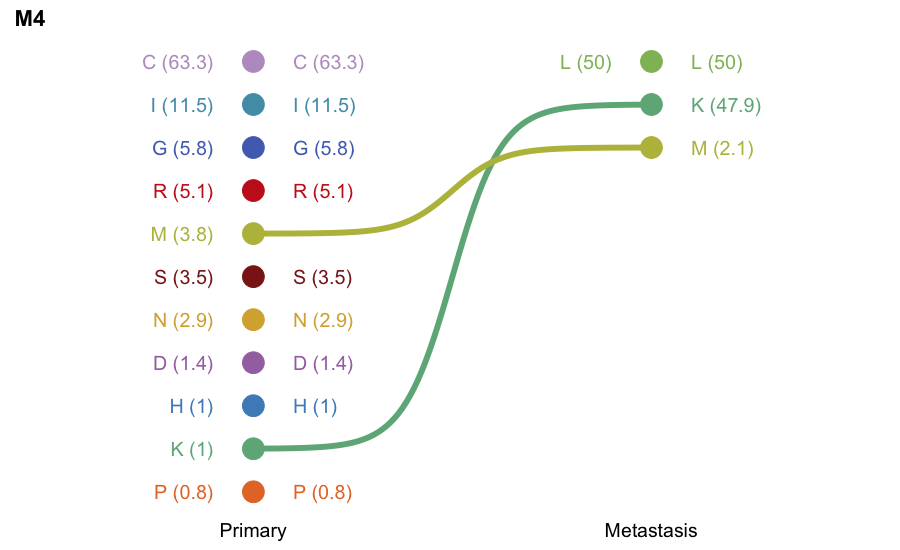 M4
C (63.3) C (63.3) L (50) L (50)
I (11.5) I (11.5) K (47.9)
G (5.8) G (5.8) M (2.1)
R (5.1) R (5.1)
M (3.8)
S (3.5) S (3.5)
N (2.9) N (2.9)
D (1.4) D (1.4)
H (1) H (1)
K (1)
P (0.8) P (0.8)
Primary Metastasis